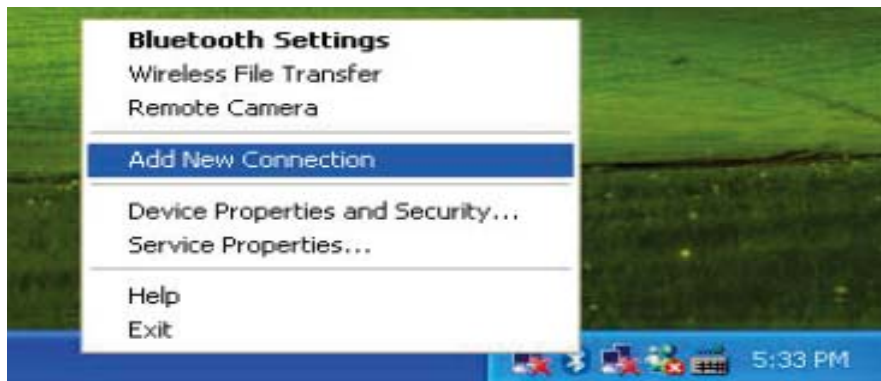 Bluetooth Settings
Wireless File Transfer
Remote Camera
Add New Connection
Device Properties and Security...
Service Properties...
Help
Exit
5:33 PM